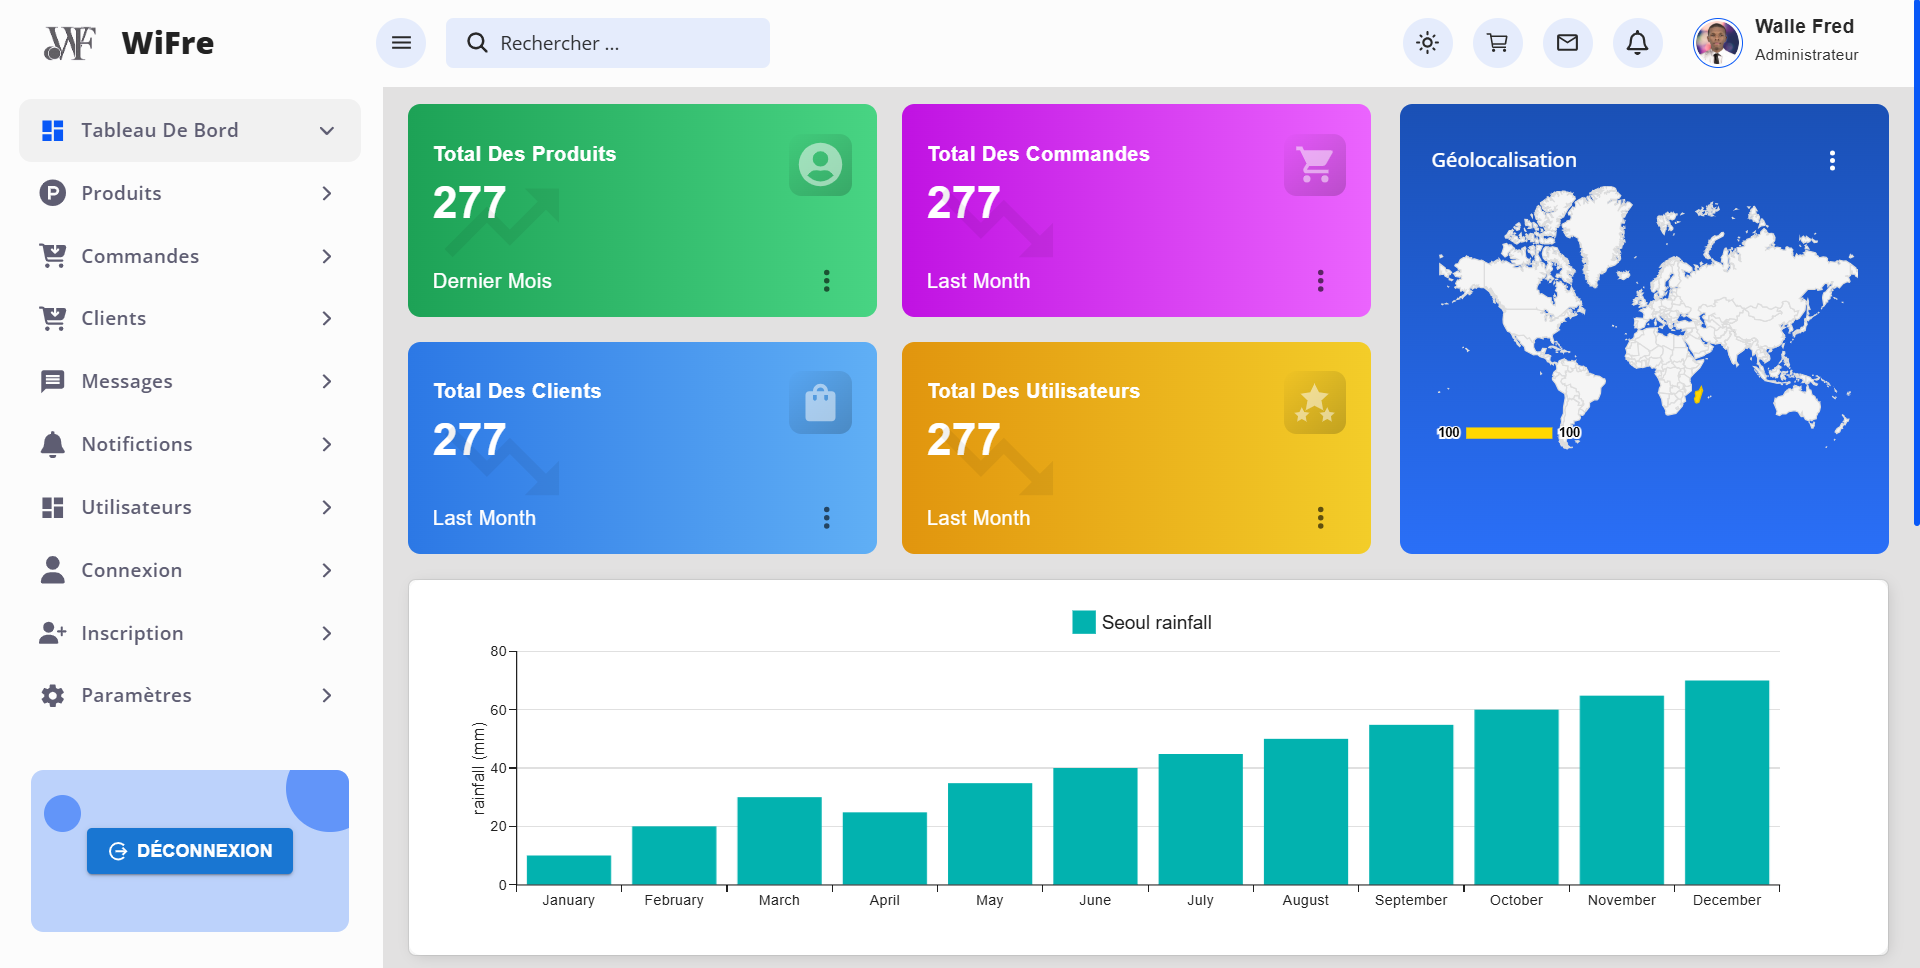 WF WiFre
Rechercher ...
Walle Fred
Administrateur
Tableau De Bord
Produits
Commandes
Clients
Messages
Notifictions
Utilisateurs
Connexion
Inscription
Paramètres
DÉCONNEXION
Total Des Produits
277
Dernier Mois
Total Des Commandes
277
Last Month
Total Des Clients
277
Last Month
Total Des Utilisateurs
277
Last Month
Géolocalisation
100 100
Seoul rainfall
rainfall (mm)
80
60
40
20
0
January February March April May June July August September October November December